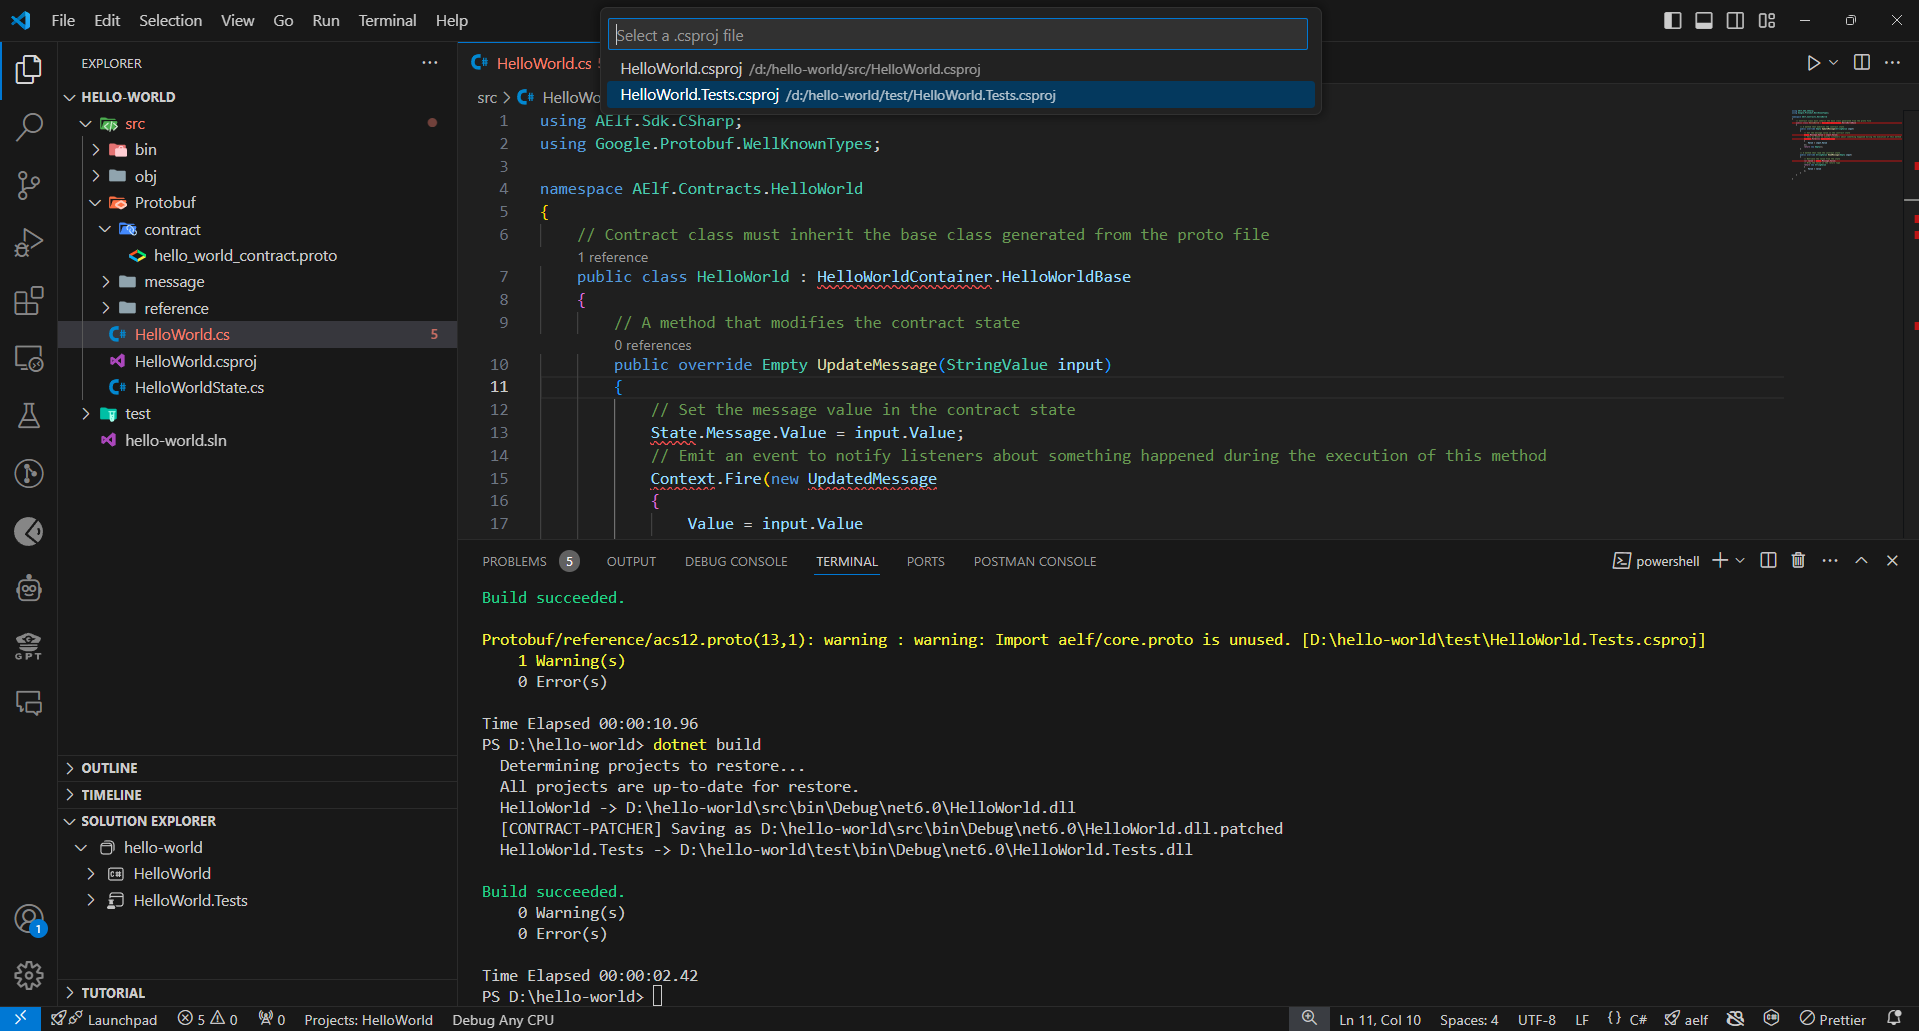 File Edit Selection View Go Run Terminal Help
Select a .csproj file
HelloWorld.csproj /d:/hello-world/src/HelloWorld.csproj
HelloWorld.Tests.csproj /d:/hello-world/test/HelloWorld.Tests.csproj
EXPLORER
HELLO-WORLD
src
bin
obj
Protobuf
contract
hello_world_contract.proto
message
reference
HelloWorld.cs 5
HelloWorld.csproj
HelloWorldState.cs
test
hello-world.sln
OUTLINE
TIMELINE
SOLUTION EXPLORER
hello-world
HelloWorld
HelloWorld.Tests
TUTORIAL
GPT
1
HelloWorld.cs
src > HelloWo
1 using AElf.Sdk.CSharp;
2 using Google.Protobuf.WellKnownTypes;
3
4 namespace AElf.Contracts.HelloWorld
5 {
6 // Contract class must inherit the base class generated from the proto file
1 reference
7 public class HelloWorld : HelloWorldContainer.HelloWorldBase
8 {
9 // A method that modifies the contract state
0 references
10 public override Empty UpdateMessage(StringValue input)
11 {
12 // Set the message value in the contract state
13 State.Message.Value = input.Value;
14 // Emit an event to notify listeners about something happened during the execution of this method
15 Context.Fire(new UpdatedMessage
16 {
17 Value = input.Value
PROBLEMS 5 OUTPUT DEBUG CONSOLE TERMINAL PORTS POSTMAN CONSOLE powershell
Build succeeded.
Protobuf/reference/acs12.proto(13,1): warning : warning: Import aelf/core.proto is unused. [D:\hello-world\test\HelloWorld.Tests.csproj]
1 Warning(s)
0 Error(s)
Time Elapsed 00:00:10.96
PS D:\hello-world> dotnet build
Determining projects to restore...
All projects are up-to-date for restore.
HelloWorld -> D:\hello-world\src\bin\Debug\net6.0\HelloWorld.dll
[CONTRACT-PATCHER] Saving as D:\hello-world\src\bin\Debug\net6.0\HelloWorld.dll.patched
HelloWorld.Tests -> D:\hello-world\test\bin\Debug\net6.0\HelloWorld.Tests.dll
Build succeeded.
0 Warning(s)
0 Error(s)
Time Elapsed 00:00:02.42
PS D:\hello-world>
Launchpad 5 0 0 Projects: HelloWorld Debug Any CPU Ln 11, Col 10 Spaces: 4 UTF-8 LF {} C# aelf Prettier